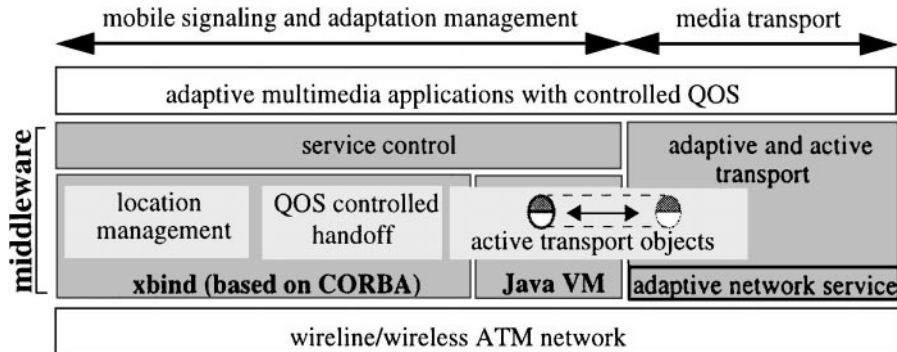 mobile signaling and adaptation management
media transport
adaptive multimedia applications with controlled QOS
middleware
service control
adaptive and active
transport
location
management
QOS controlled
handoff
active transport objects
xbind (based on CORBA)
Java VM
adaptive network service
wireline/wireless ATM network